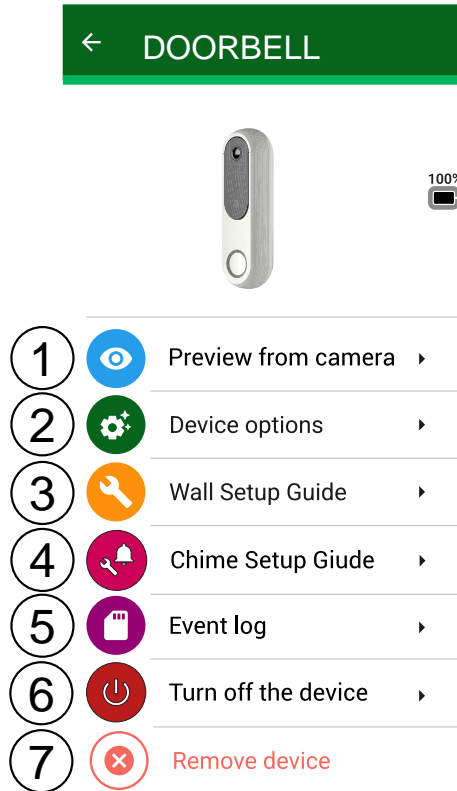 DOORBELL
100%
1 Preview from camera
2 Device options
3 Wall Setup Guide
4 Chime Setup Giude
5 Event log
6 Turn off the device
7 Remove device